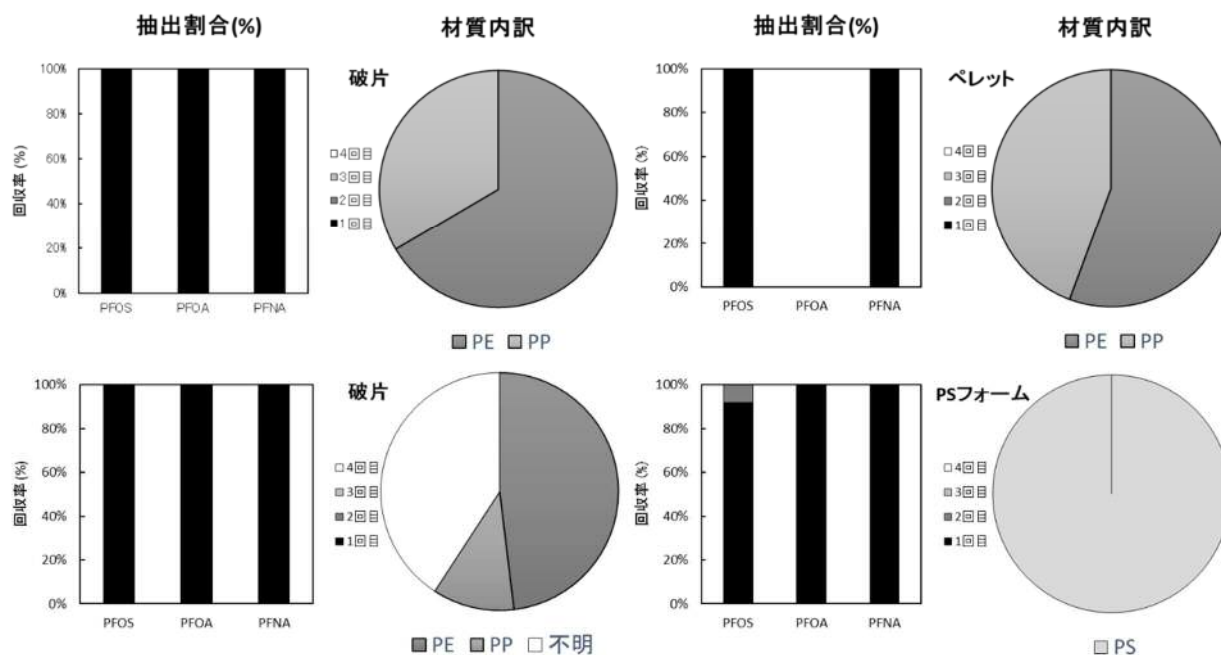 抽出割合(%)
材質内訳
抽出割合(%)
材質内訳
100%
80%
60%
40%
20%
0%
回収率(%)
PFOS PFOA PFNA
□4回目
■3回目
■2回目
■1回目
破片
■ PE ■ PP
100%
80%
60%
40%
20%
0%
回収率(%)
PFOS PFOA PFNA
□4回目
■3回目
■2回目
■1回目
ペレット
■ PE ■ PP
100%
80%
60%
40%
20%
0%
回収率(%)
PFOS PFOA PFNA
□4回目
■3回目
■2回目
■1回目
破片
■ PE ■ PP □ 不明
100%
80%
60%
40%
20%
0%
回収率(%)
PFOS PFOA PFNA
□4回目
■3回目
■2回目
■1回目
PSフォーム
□ PS